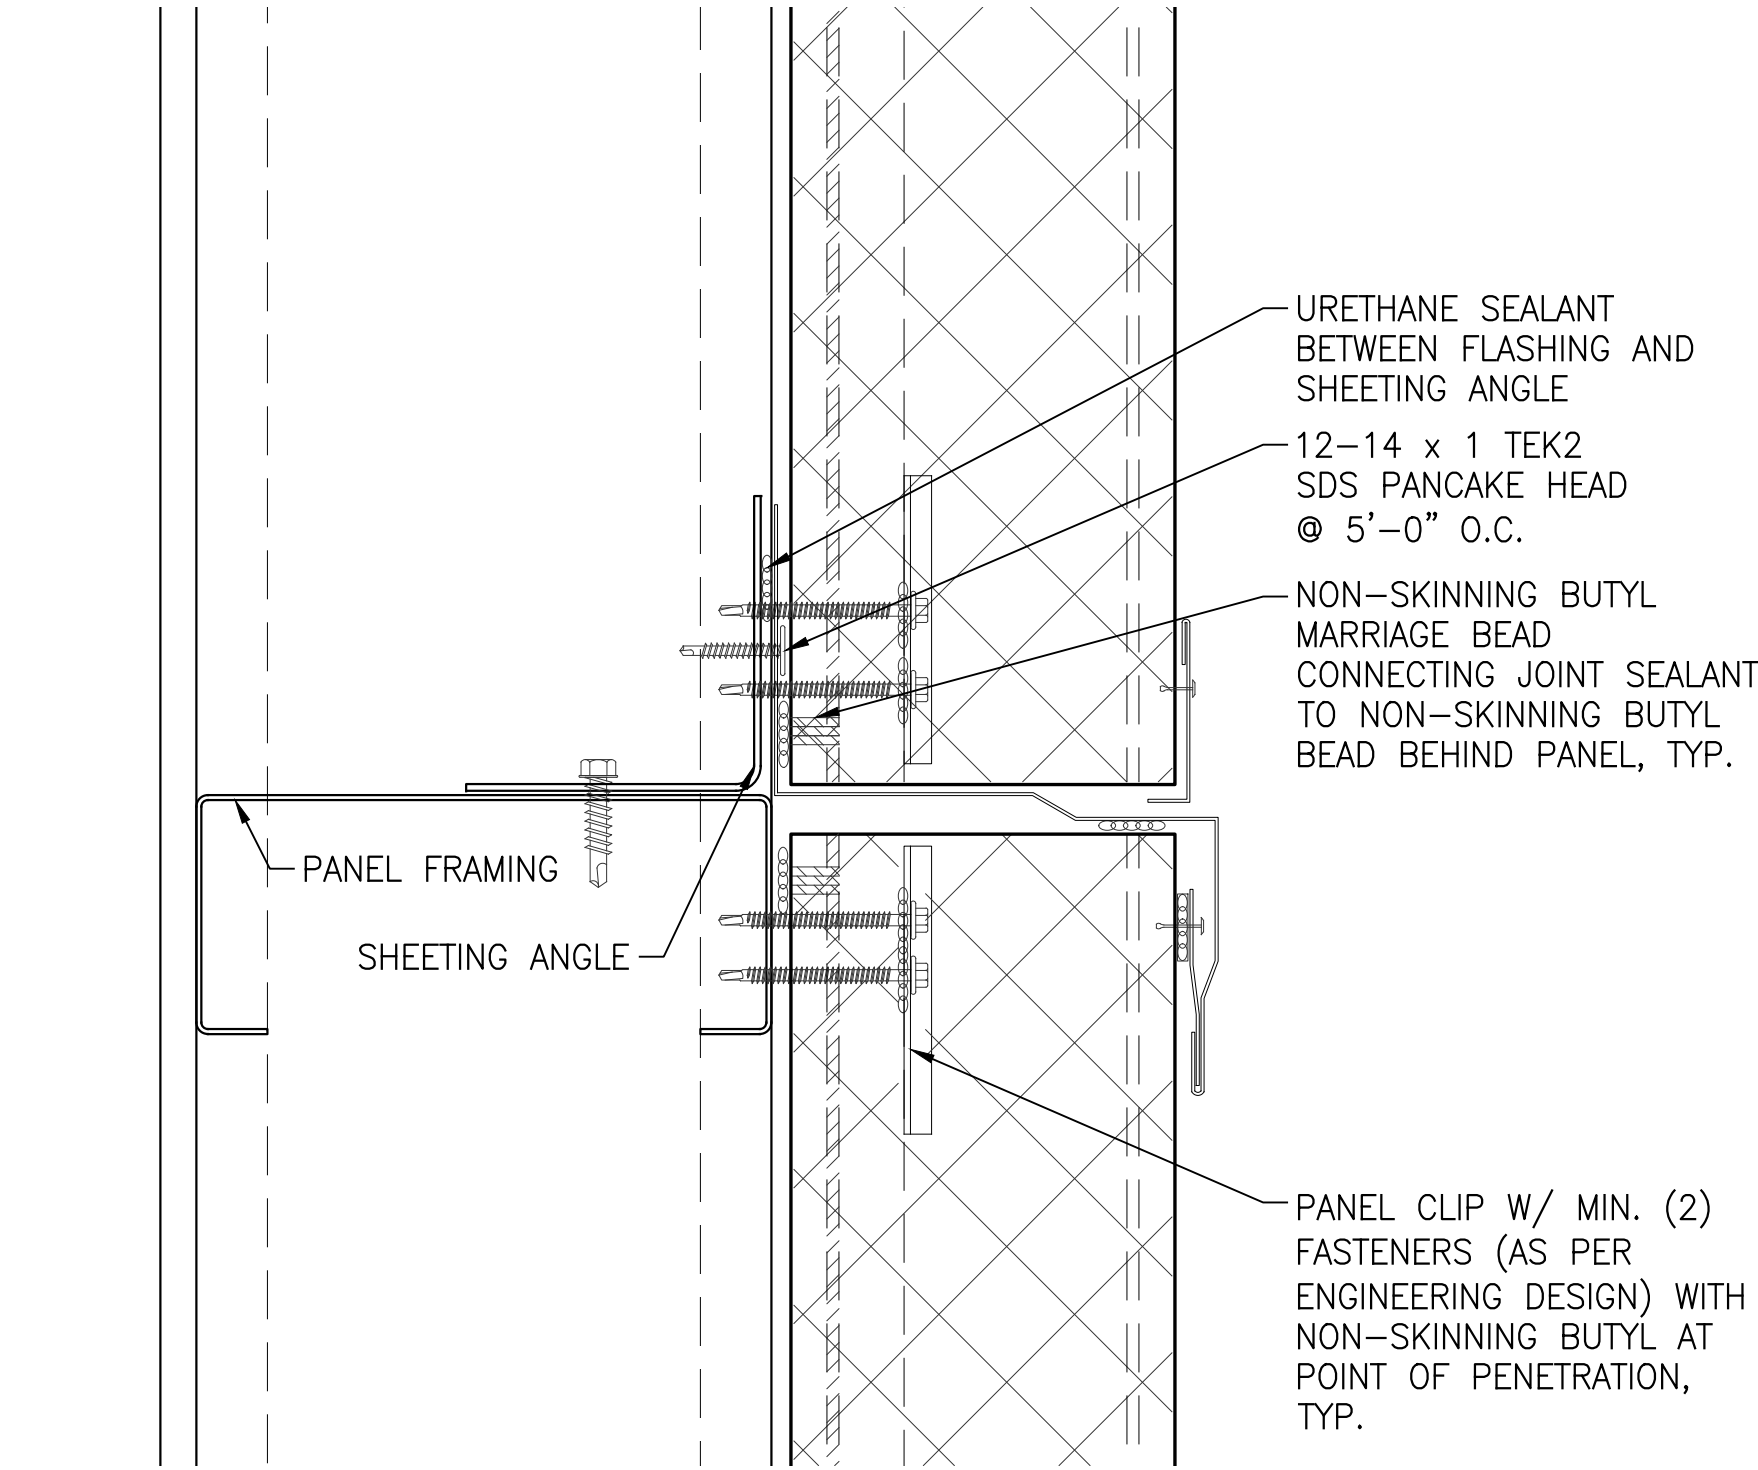 URETHANE SEALANT
BETWEEN FLASHING AND
SHEETING ANGLE
12-14 x 1 TEK2
SDS PANCAKE HEAD
@ 5'-0" O.C.
NON-SKINNING BUTYL
MARRIAGE BEAD
CONNECTING JOINT SEALANT
TO NON-SKINNING BUTYL
BEAD BEHIND PANEL, TYP.
PANEL FRAMING
SHEETING ANGLE
PANEL CLIP W/ MIN. (2)
FASTENERS (AS PER
ENGINEERING DESIGN) WITH
NON-SKINNING BUTYL AT
POINT OF PENETRATION,
TYP.